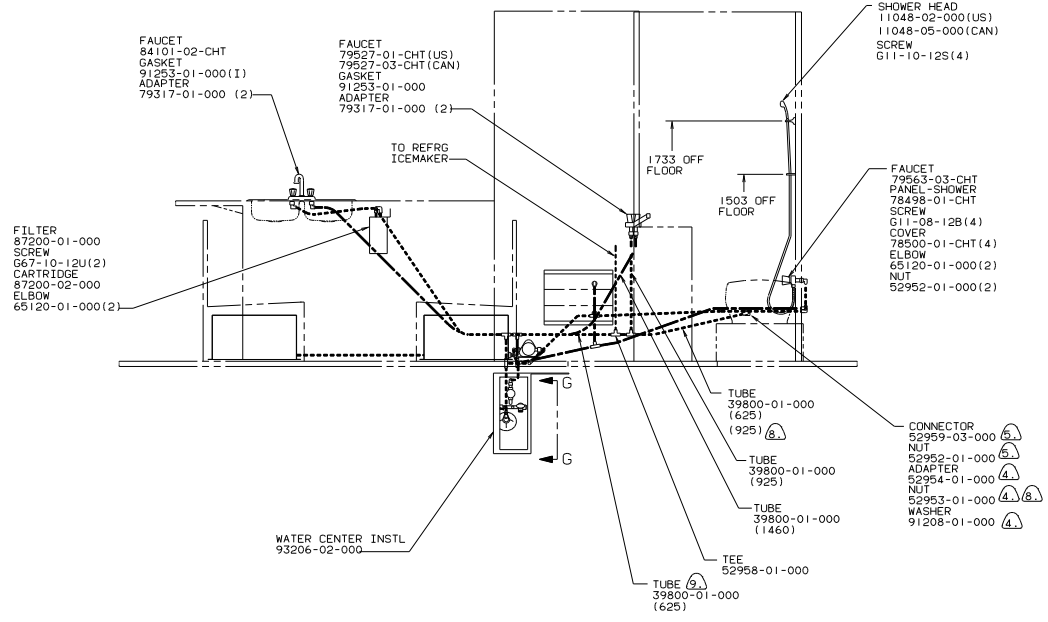 SHOWER HEAD
11048-02-000(US)
11048-05-000(CAN)
SCREW
G11-10-12S(4)
FAUCET
84101-02-CHT
GASKET
91253-01-000(1)
ADAPTER
79317-01-000 (2)
FAUCET
79527-01-CHT(US)
79527-03-CHT(CAN)
GASKET
91253-01-000
ADAPTER
79317-01-000 (2)
TO REFRG
ICEMAKER
1733 OFF
FLOOR
1503 OFF
FLOOR
FAUCET
79563-03-CHT
PANEL-SHOWER
78498-01-CHT
SCREW
G11-08-12B(4)
COVER
78500-01-CHT(4)
ELBOW
65120-01-000(2)
NUT
52952-01-000(2)
FILTER
87200-01-000
SCREW
G67-10-12U(2)
CARTRIDGE
87200-02-000
ELBOW
65120-01-000(2)
G
G
TUBE
39800-01-000
(625)
(925) 8.
TUBE
39800-01-000
(925)
TUBE
39800-01-000
(1460)
TEE
52958-01-000
TUBE 9.
39800-01-000
(625)
CONNECTOR
52959-03-000 5.
NUT
52952-01-000 5.
ADAPTER
52954-01-000 4.
NUT
52953-01-000 4. 8.
WASHER
91208-01-000 4.
WATER CENTER INSTL
93206-02-000